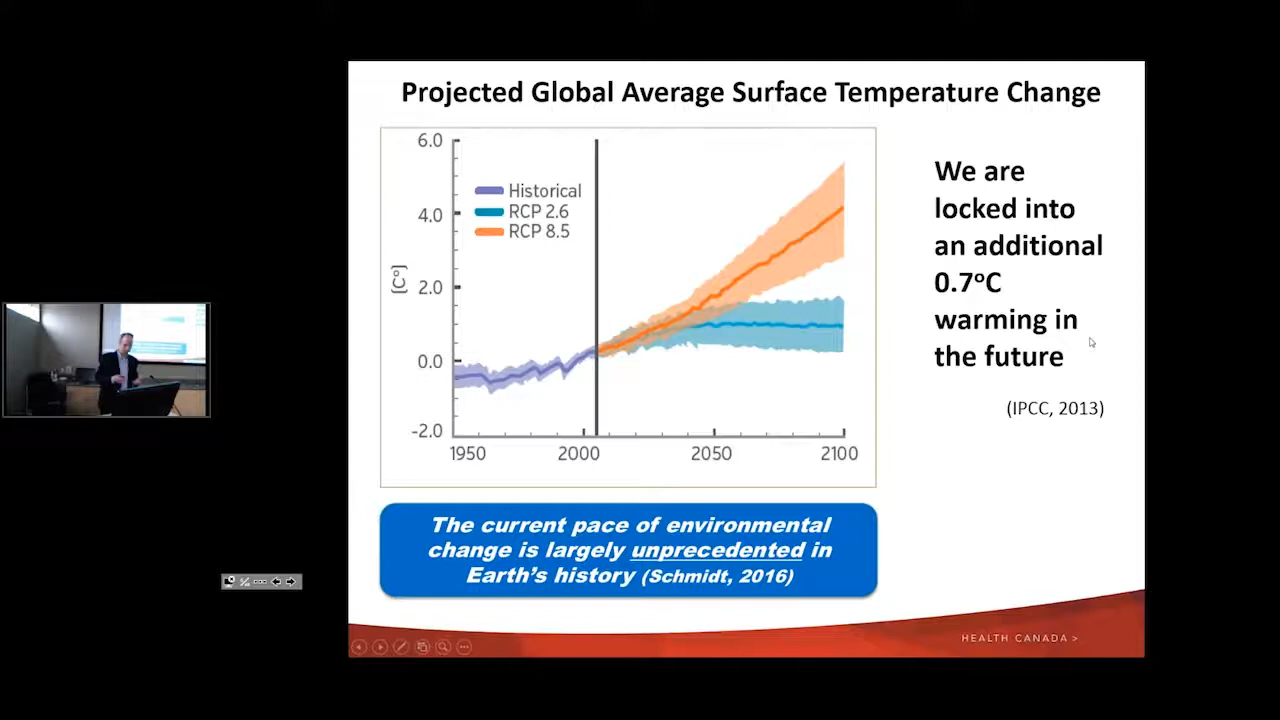 Projected Global Average Surface Temperature Change
6.0
4.0
2.0
0.0
-2.0
(C°)
Historical
RCP 2.6
RCP 8.5
1950
2000
2050
2100
We are
locked into
an additional
0.7°C
warming in
the future
(IPCC, 2013)
The current pace of environmental
change is largely unprecedented in
Earth's history (Schmidt, 2016)
HEALTH CANADA >